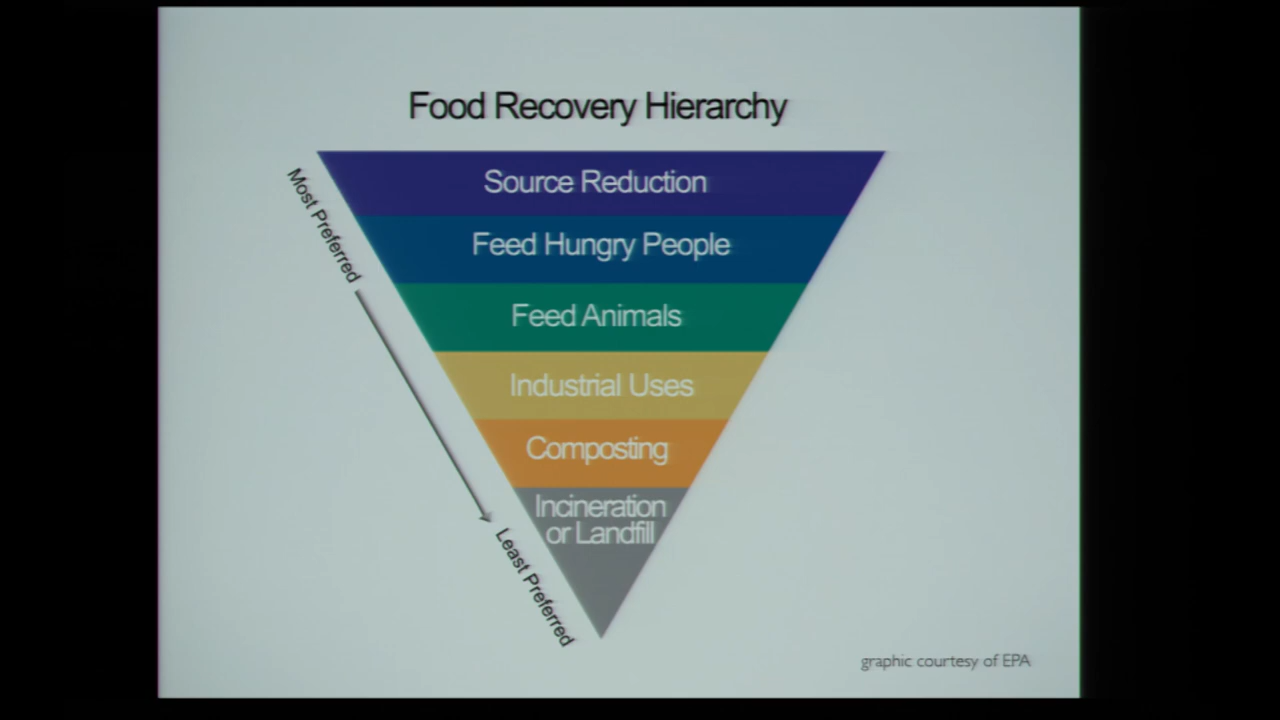 Food Recovery Hierarchy
Most Preferred
Source Reduction
Feed Hungry People
Feed Animals
Industrial Uses
Composting
Incineration
or Landfill
Least Preferred
graphic courtesy of EPA